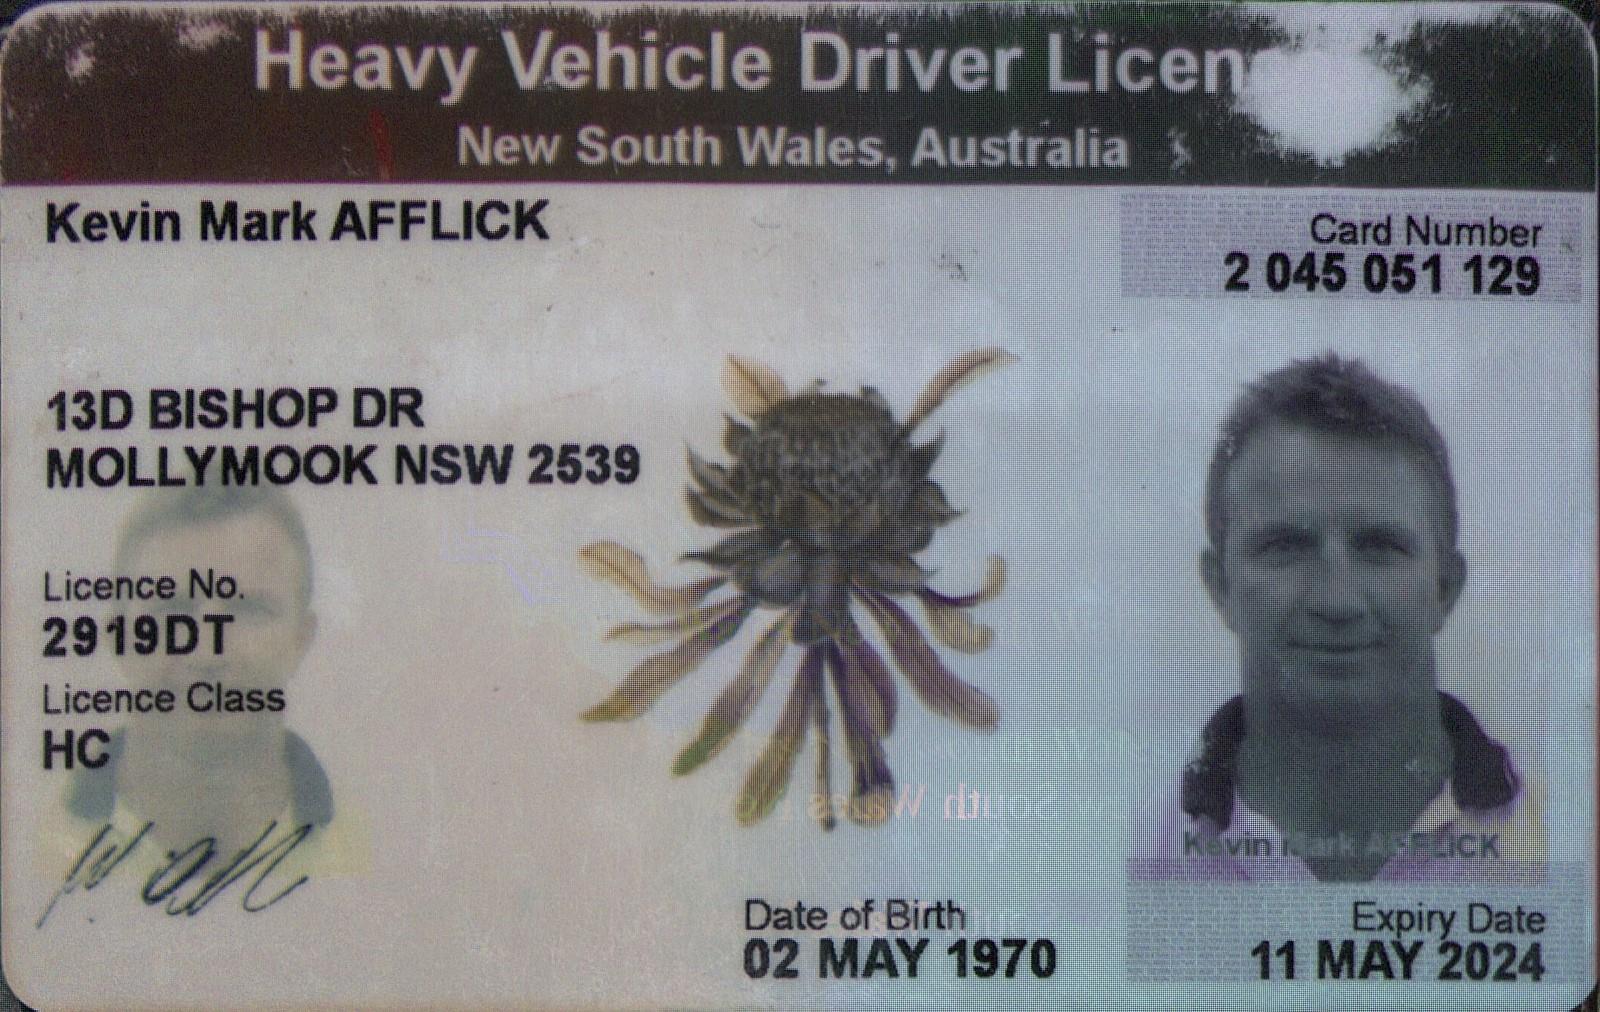 Heavy Vehicle Driver Licen
New South Wales, Australia
Kevin Mark AFFLICK
Card Number
2 045 051 129
13D BISHOP DR
MOLLYMOOK NSW 2539
Licence No.
2919DT
Licence Class
HC
Kevin Mark AFFLICK
Date of Birth
02 MAY 1970
Expiry Date
11 MAY 2024